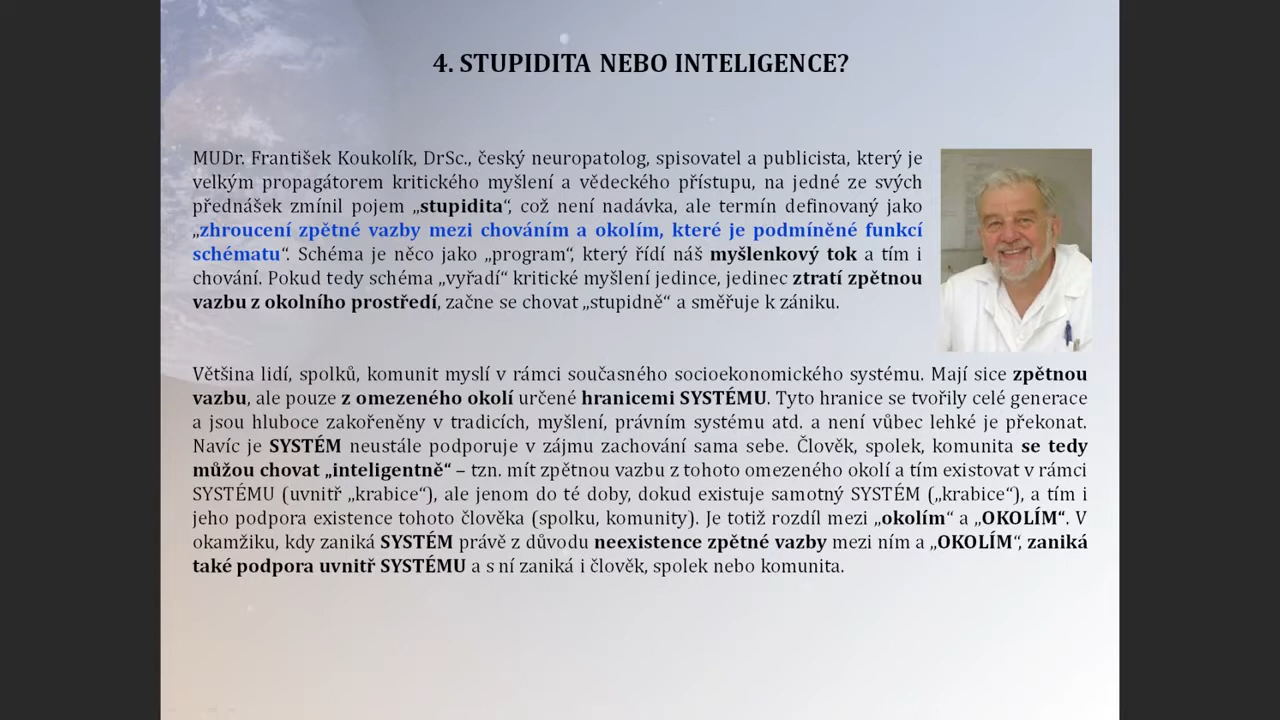 4. STUPIDITA NEBO INTELIGENCE?
MUDr. František Koukolík, DrSc., český neuropatolog, spisovatel a publicista, který je
velkým propagátorem kritického myšlení a vědeckého přístupu, na jedné ze svých
přednášek zmínil pojem „stupidita“, což není nadávka, ale termín definovaný jako
„zhroucení zpětné vazby mezi chováním a okolím, které je podmíněné funkcí
schématu“. Schéma je něco jako „program“, který řídí náš myšlenkový tok a tím i
chování. Pokud tedy schéma „vyřadí“ kritické myšlení jedince, jedinec ztratí zpětnou
vazbu z okolního prostředí, začne se chovat „stupidně“ a směřuje k zániku.
Většina lidí, spolků, komunit myslí v rámci současného socioekonomického systému. Mají sice zpětnou
vazbu, ale pouze z omezeného okolí určené hranicemi SYSTÉMU. Tyto hranice se tvořily celé generace
a jsou hluboce zakořeněny v tradicích, myšlení, právním systému atd. a není vůbec lehké je překonat.
Navíc je SYSTÉM neustále podporuje v zájmu zachování sama sebe. Člověk, spolek, komunita se tedy
můžou chovat „inteligentně“ – tzn. mít zpětnou vazbu z tohoto omezeného okolí a tím existovat v rámci
SYSTÉMU (uvnitř „krabice“), ale jenom do té doby, dokud existuje samotný SYSTÉM („krabice“), a tím i
jeho podpora existence tohoto člověka (spolku, komunity). Je totiž rozdíl mezi „okolím“ a „OKOLÍM“. V
okamžiku, kdy zaniká SYSTÉM právě z důvodu neexistence zpětné vazby mezi ním a „OKOLÍM“, zaniká
také podpora uvnitř SYSTÉMU a s ní zaniká i člověk, spolek nebo komunita.